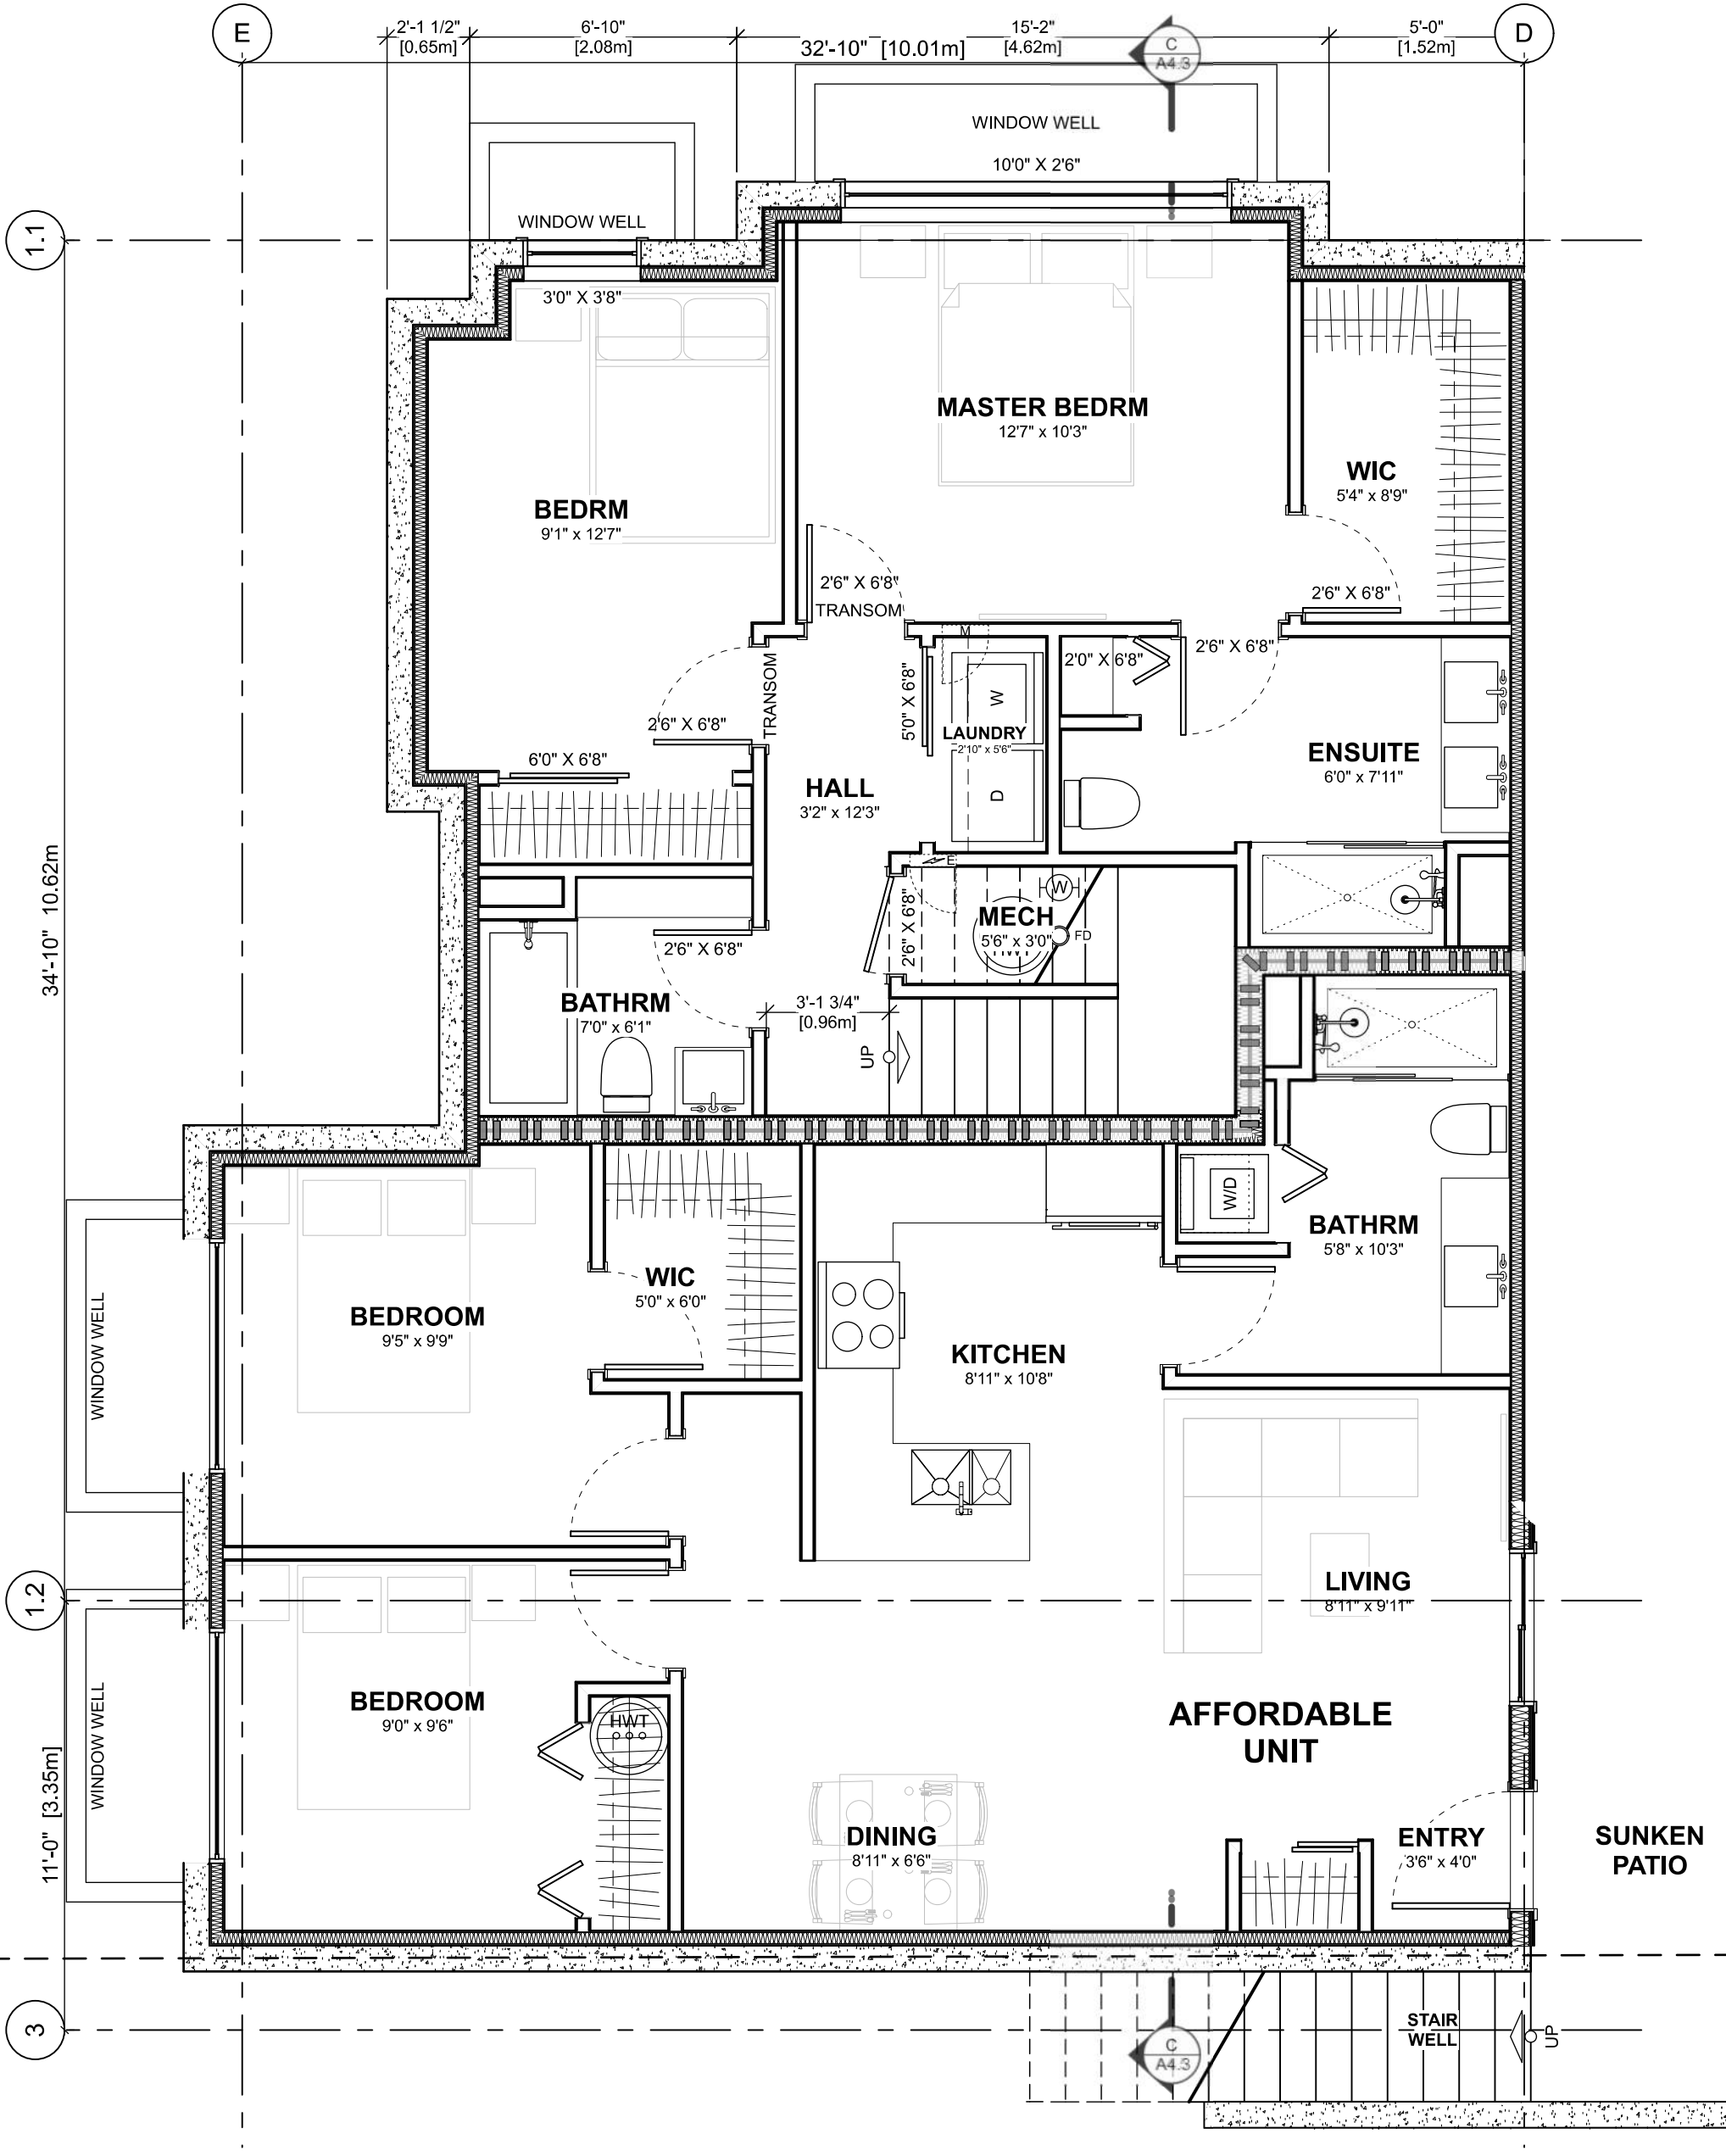 E
2'-1 1/2"
[0.65m]
6'-10"
[2.08m]
15'-2"
[4.62m]
32'-10" [10.01m]
C
A4.3
5'-0"
[1.52m]
D
WINDOW WELL
10'0" X 2'6"
WINDOW WELL
3'0" X 3'8"
1.1
MASTER BEDRM
12'7" x 10'3"
WIC
5'4" x 8'9"
BEDRM
9'1" x 12'7"
2'6" X 6'8"
TRANSOM
2'6" X 6'8"
M
2'0" X 6'8"
2'6" X 6'8"
TRANSOM
5'0" X 6'8"
W
LAUNDRY
2'10" x 5'6"
D
2'6" X 6'8"
6'0" X 6'8"
ENSUITE
6'0" x 7'11"
HALL
3'2" x 12'3"
E
W
2'6" X 6'8"
MECH
5'6" x 3'0"
FD
34'-10" 10.62m
2'6" X 6'8"
BATHRM
7'0" x 6'1"
3'-1 3/4"
[0.96m]
UP
W/D
BATHRM
5'8" x 10'3"
WINDOW WELL
BEDROOM
9'5" x 9'9"
WIC
5'0" x 6'0"
KITCHEN
8'11" x 10'8"
1.2
LIVING
8'11" x 9'11"
WINDOW WELL
BEDROOM
9'0" x 9'6"
HWT
AFFORDABLE
UNIT
11'-0" [3.35m]
DINING
8'11" x 6'6"
ENTRY
3'6" x 4'0"
SUNKEN
PATIO
3
C
A4.3
STAIR
WELL
UP